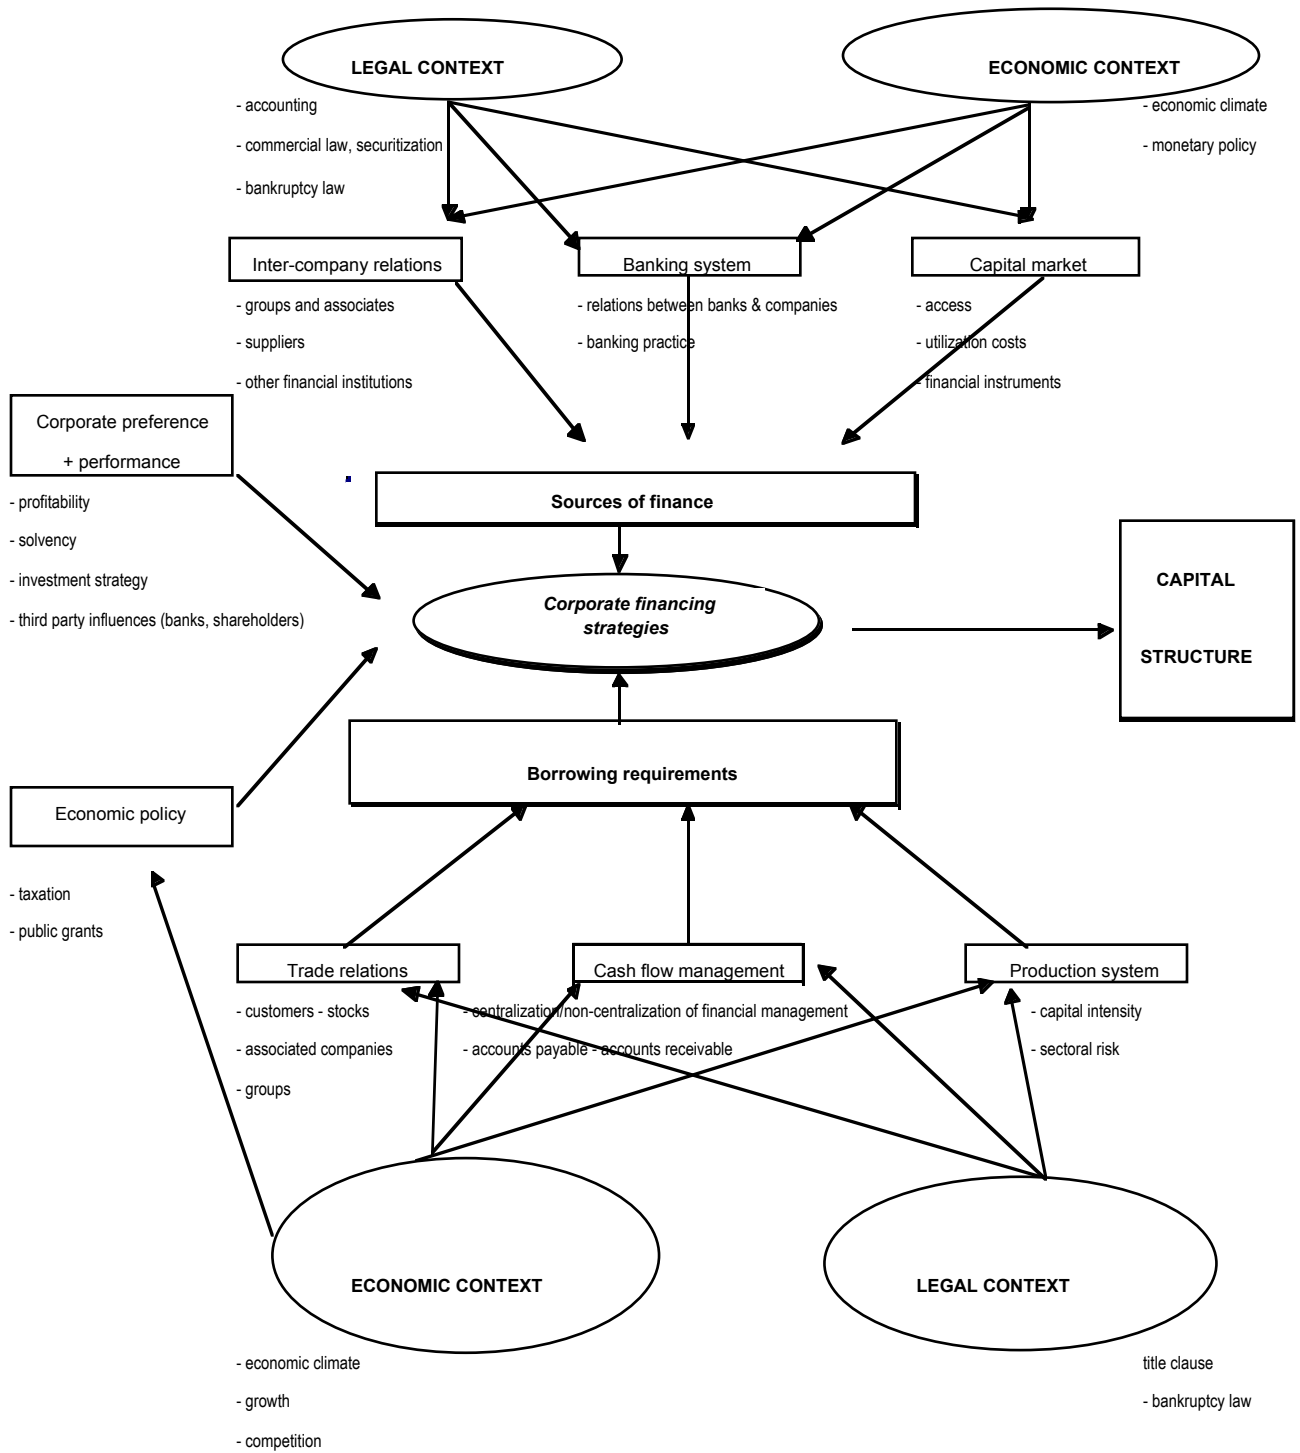 LEGAL CONTEXT
ECONOMIC CONTEXT
- accounting
- economic climate
- commercial law, securitization
- monetary policy
- bankruptcy law
Inter-company relations
Banking system
Capital market
- groups and associates
- relations between banks & companies
- access
- suppliers
- banking practice
- utilization costs
- other financial institutions
- financial instruments
Corporate preference
+ performance
Sources of finance
- profitability
- solvency
- investment strategy
- third party influences (banks, shareholders)
Corporate financing
strategies
CAPITAL
STRUCTURE
Borrowing requirements
Economic policy
- taxation
- public grants
Trade relations
Cash flow management
Production system
- customers - stocks
- centralization/non-centralization of financial management
- capital intensity
- associated companies
- accounts payable - accounts receivable
- sectoral risk
- groups
ECONOMIC CONTEXT
LEGAL CONTEXT
- economic climate
title clause
- growth
- bankruptcy law
- competition